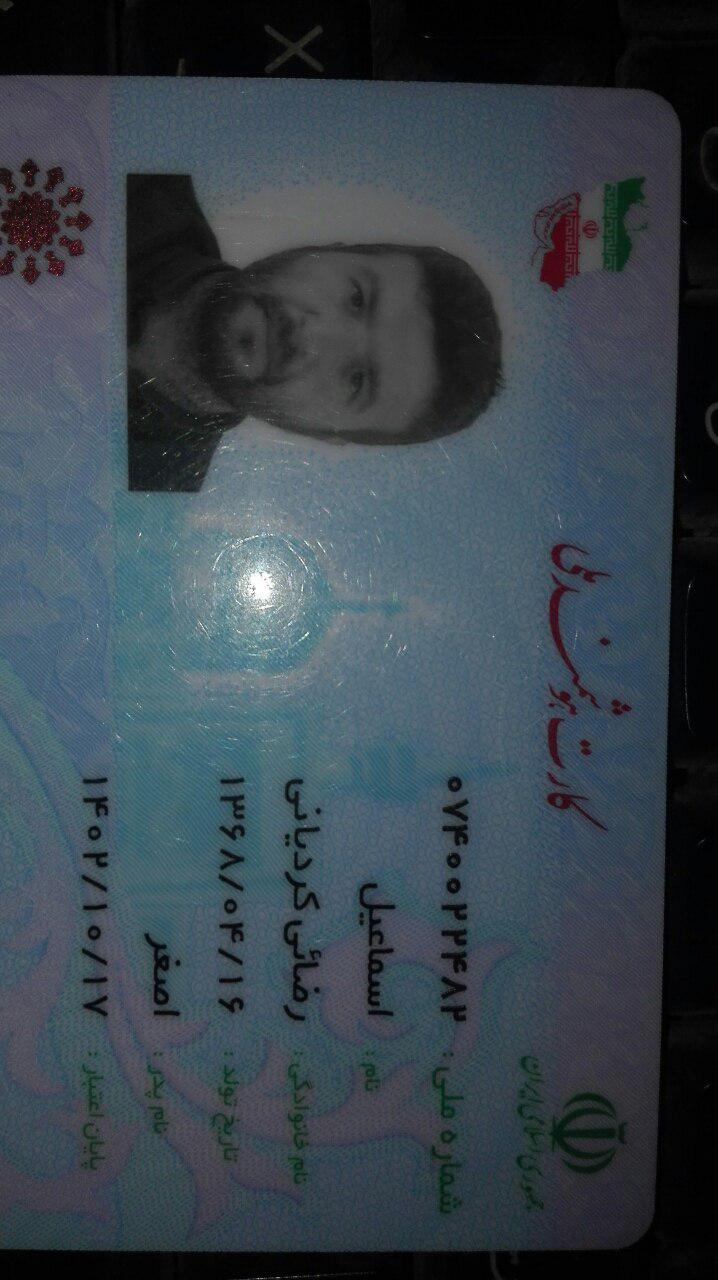 جمهوری اسلامی ایران
کارت هوشمند ملی
شماره ملی : ۰۷۴۰۰۲۲۴۸۲
نام : اسماعیل
نام خانوادگی : رضائی کردیانی
تاریخ تولد : ۱۳۶۸/۰۴/۱۶
نام پدر : اصغر
پایان اعتبار : ۱۴۰۲/۱۰/۱۷
X